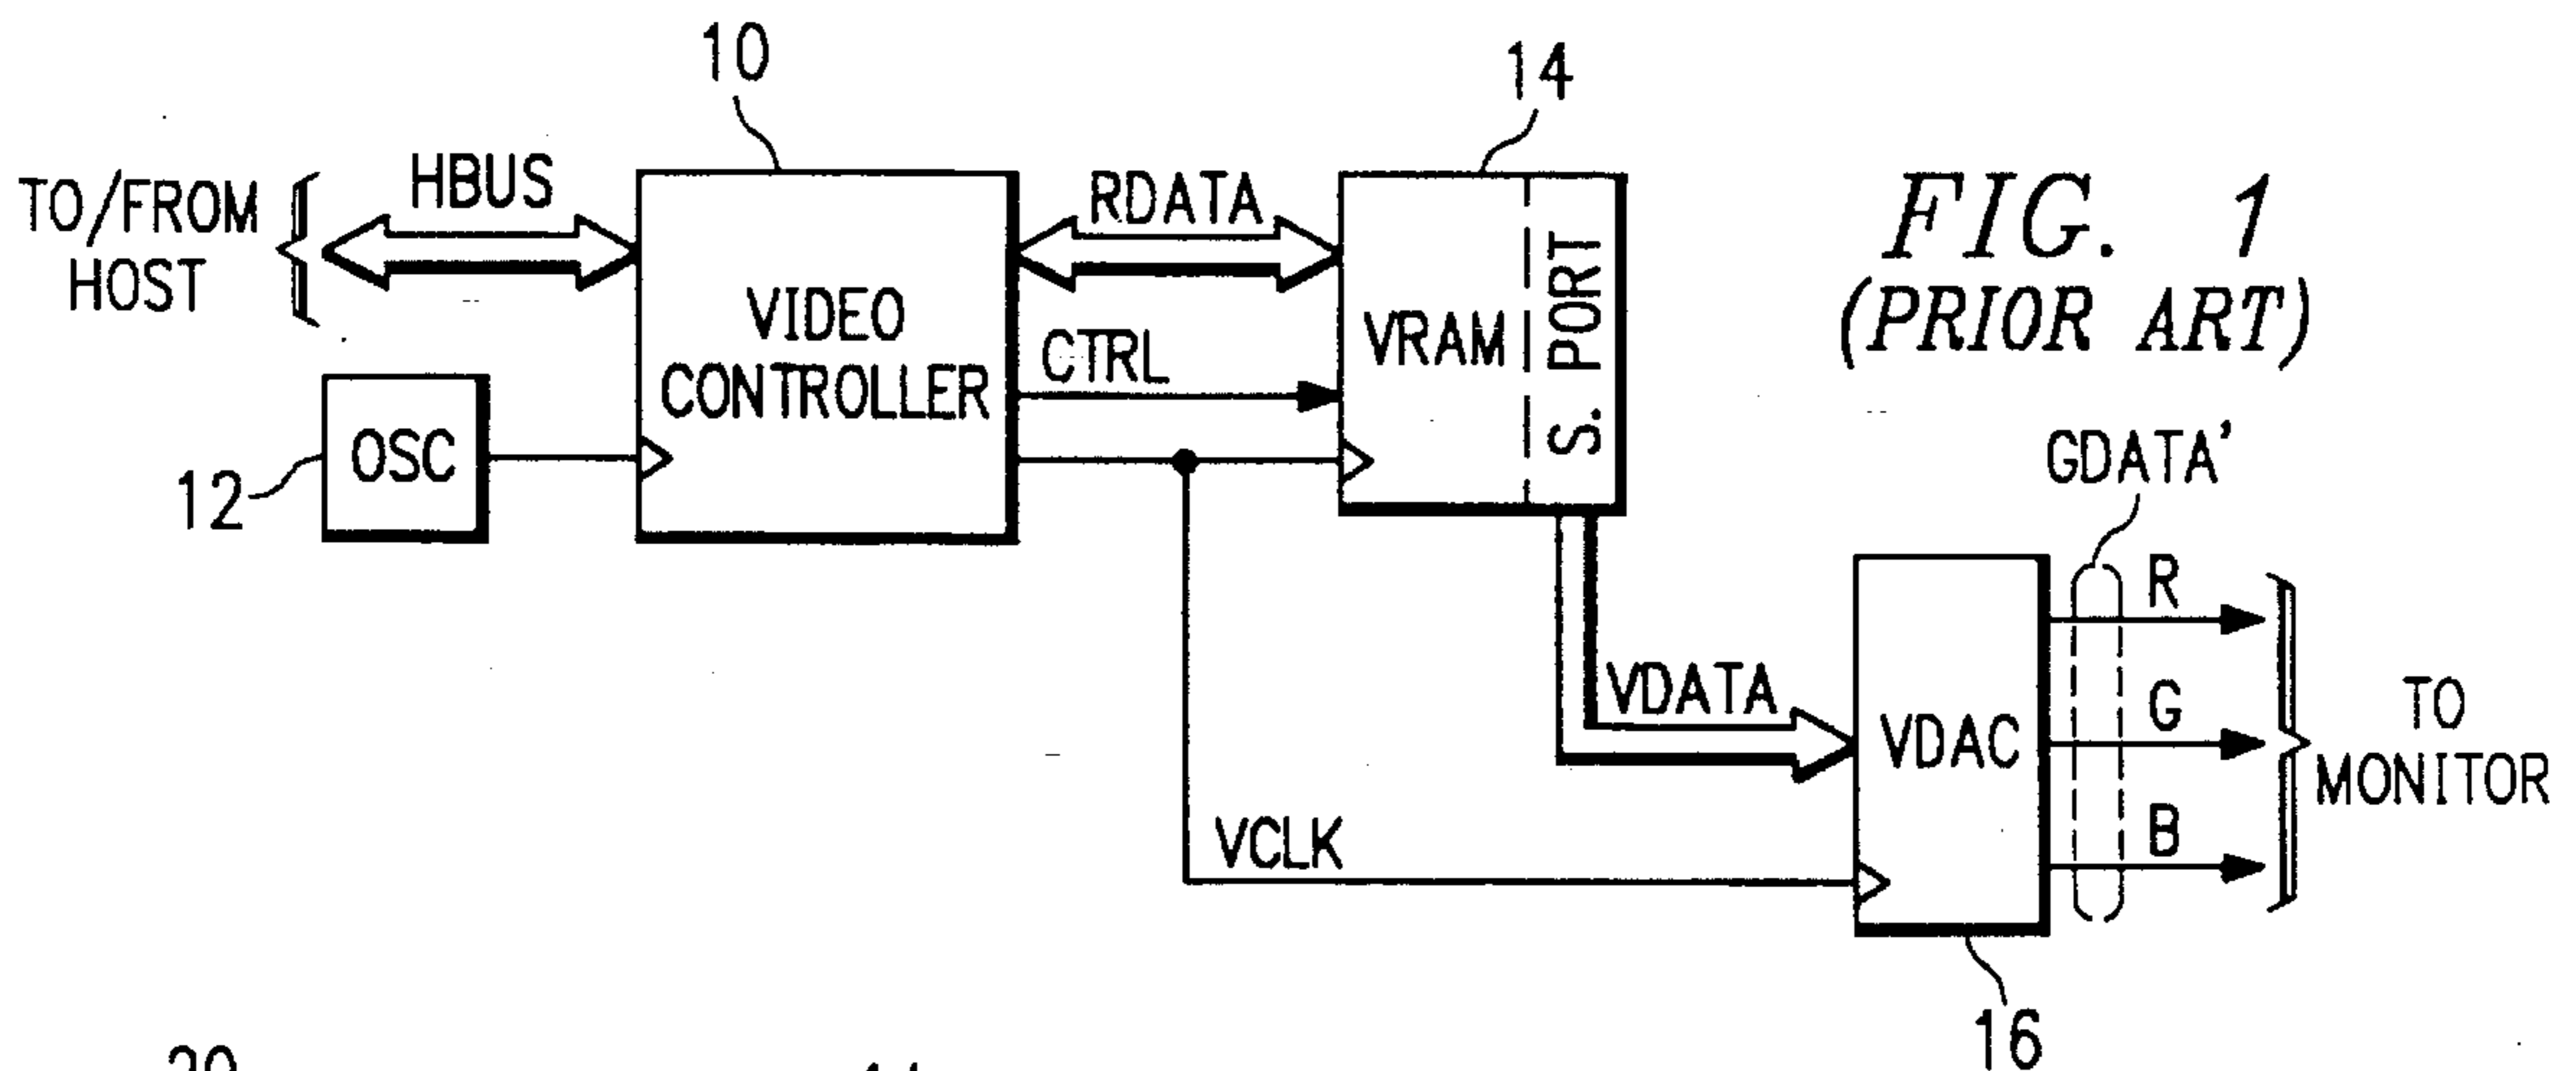 10
14
TO/FROM
HOST
HBUS
RDATA
FIG. 1
(PRIOR ART)
VIDEO
CONTROLLER
CTRL
VRAM
S. PORT
OSC
12
GDATA'
R
VDATA
VDAC
G
TO
MONITOR
VCLK
B
16